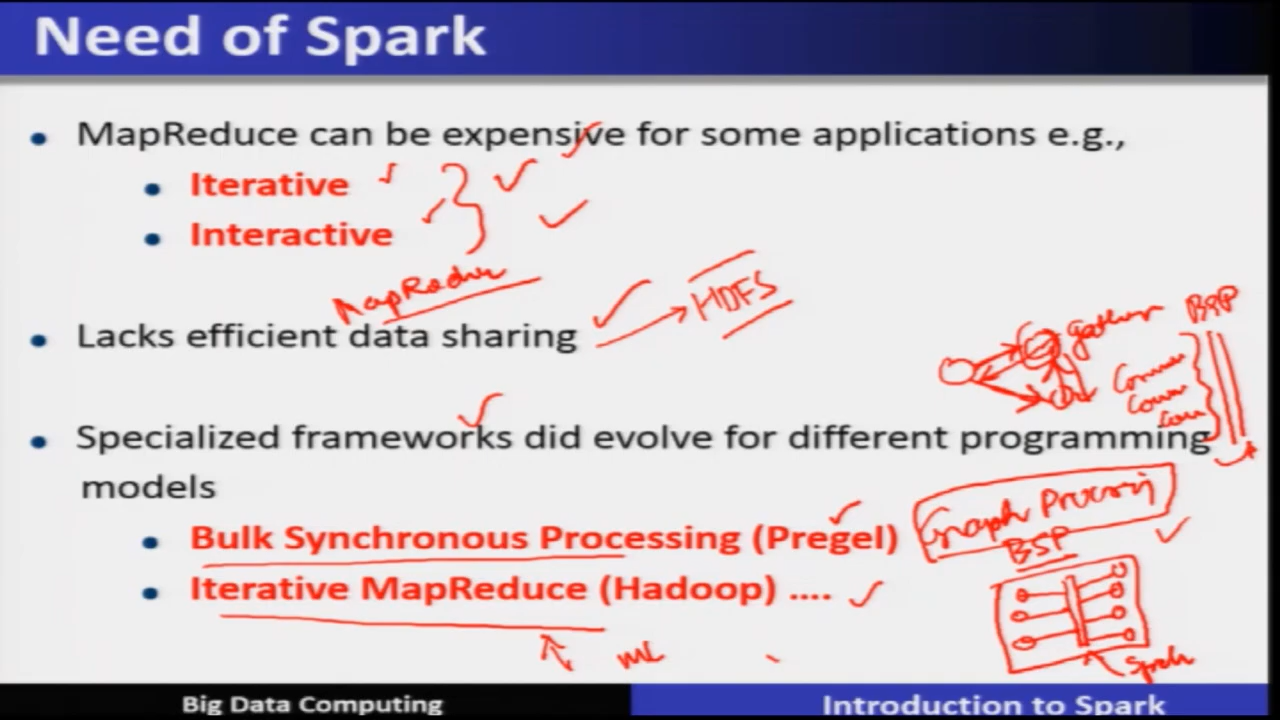 Need of Spark
• MapReduce can be expensive for some applications e.g.,
• Iterative
• Interactive
MapReduce
• Lacks efficient data sharing
HDFS
gather
BSP
• Specialized frameworks did evolve for different programming
models
• Bulk Synchronous Processing (Pregel)
Graph
BSP
• Iterative MapReduce (Hadoop) ....
ML
Big Data Computing
Introduction to Spark